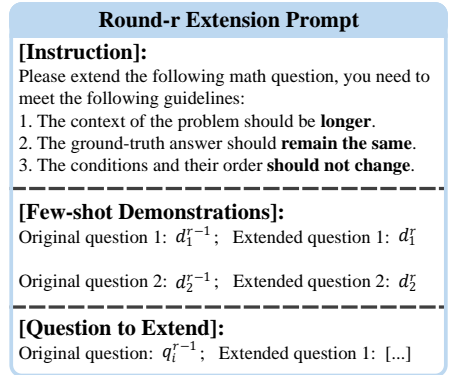 Round-r Extension Prompt
[Instruction]:
Please extend the following math question, you need to
meet the following guidelines:
1. The context of the problem should be longer.
2. The ground-truth answer should remain the same.
3. The conditions and their order should not change.
[Few-shot Demonstrations]:
Original question 1: $d_1^{r-1}$; Extended question 1: $d_1^r$
Original question 2: $d_2^{r-1}$; Extended question 2: $d_2^r$
[Question to Extend]:
Original question: $q_i^{r-1}$; Extended question 1: [...]